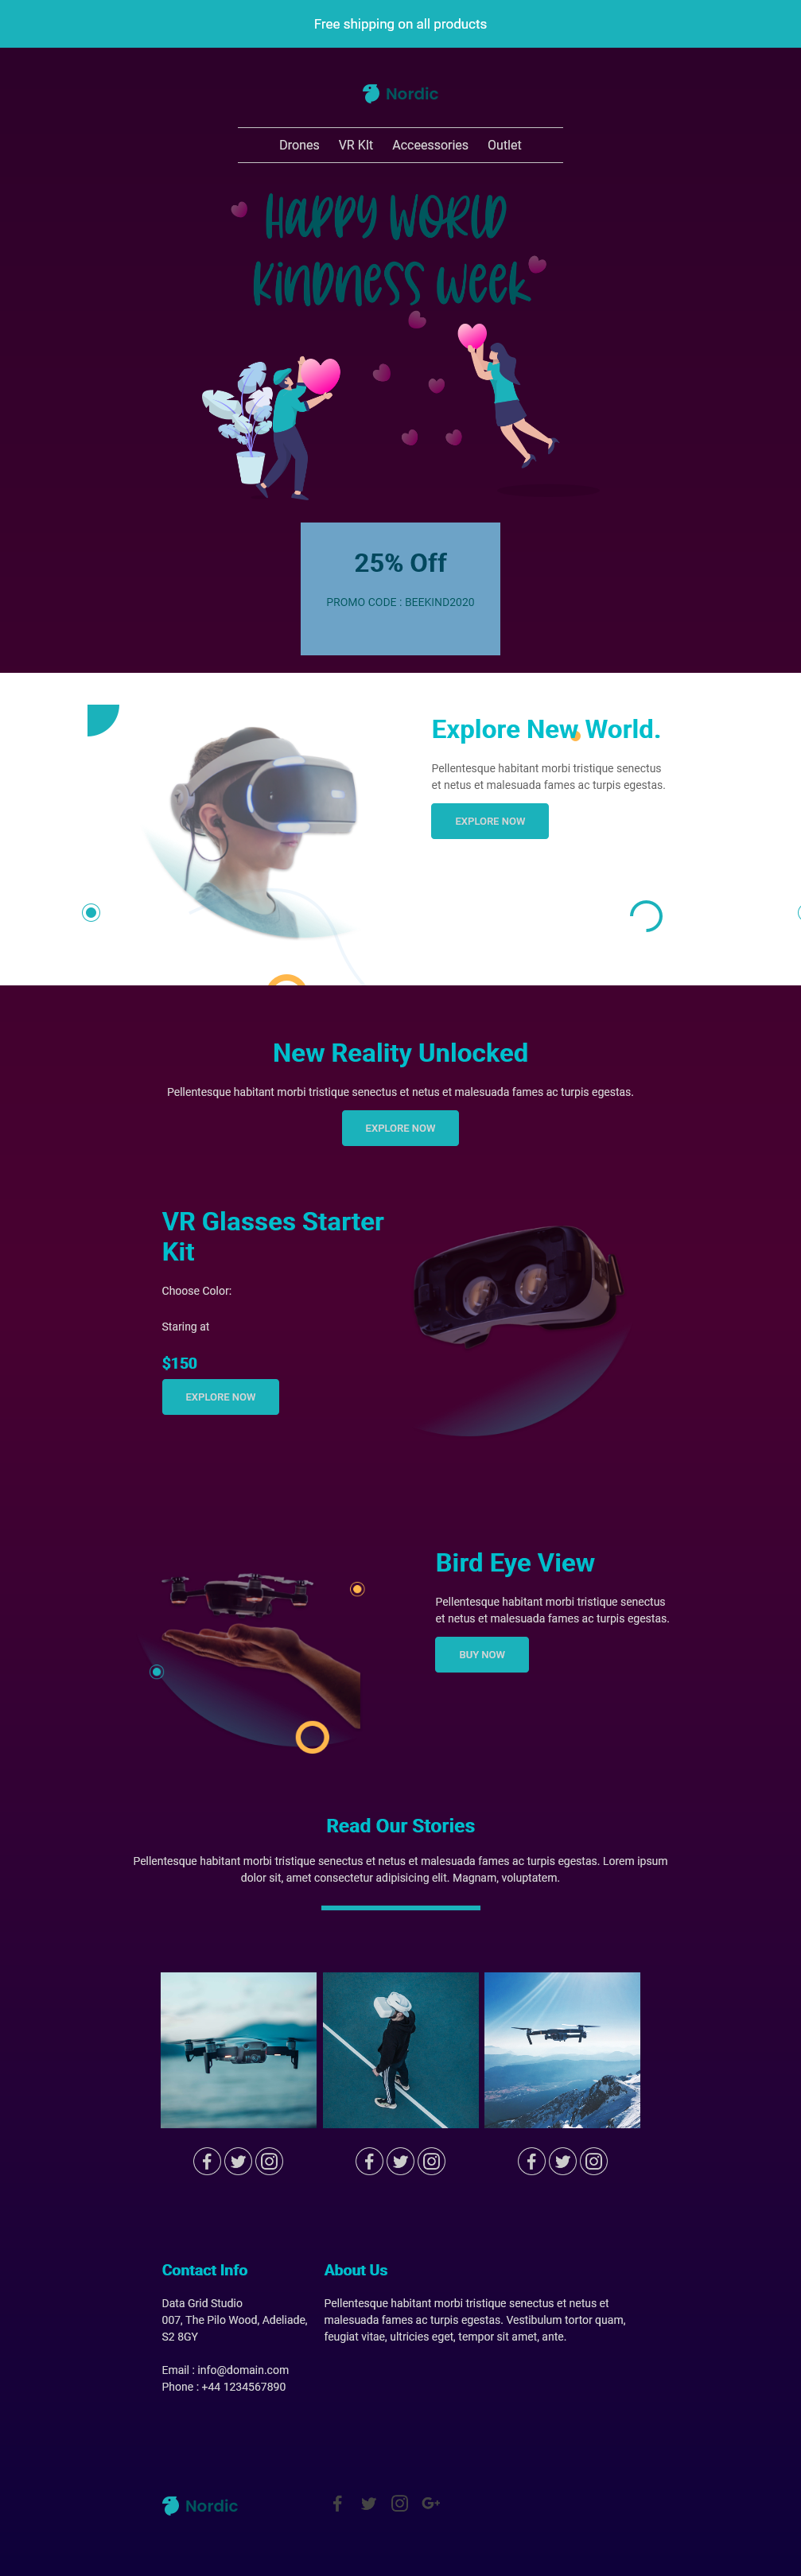 Free shipping on all products
Nordic
Drones VR KIt Acceessories Outlet
Happy World
Kindness Week
25% Off
PROMO CODE : BEEKIND2020
Explore New World.
Pellentesque habitant morbi tristique senectus
et netus et malesuada fames ac turpis egestas.
EXPLORE NOW
New Reality Unlocked
Pellentesque habitant morbi tristique senectus et netus et malesuada fames ac turpis egestas.
EXPLORE NOW
VR Glasses Starter
Kit
Choose Color:
Staring at
$150
EXPLORE NOW
Bird Eye View
Pellentesque habitant morbi tristique senectus
et netus et malesuada fames ac turpis egestas.
BUY NOW
Read Our Stories
Pellentesque habitant morbi tristique senectus et netus et malesuada fames ac turpis egestas. Lorem ipsum
dolor sit, amet consectetur adipisicing elit. Magnam, voluptatem.
Contact Info
Data Grid Studio
007, The Pilo Wood, Adeliade,
S2 8GY
Email : info@domain.com
Phone : +44 1234567890
About Us
Pellentesque habitant morbi tristique senectus et netus et
malesuada fames ac turpis egestas. Vestibulum tortor quam,
feugiat vitae, ultricies eget, tempor sit amet, ante.
Nordic